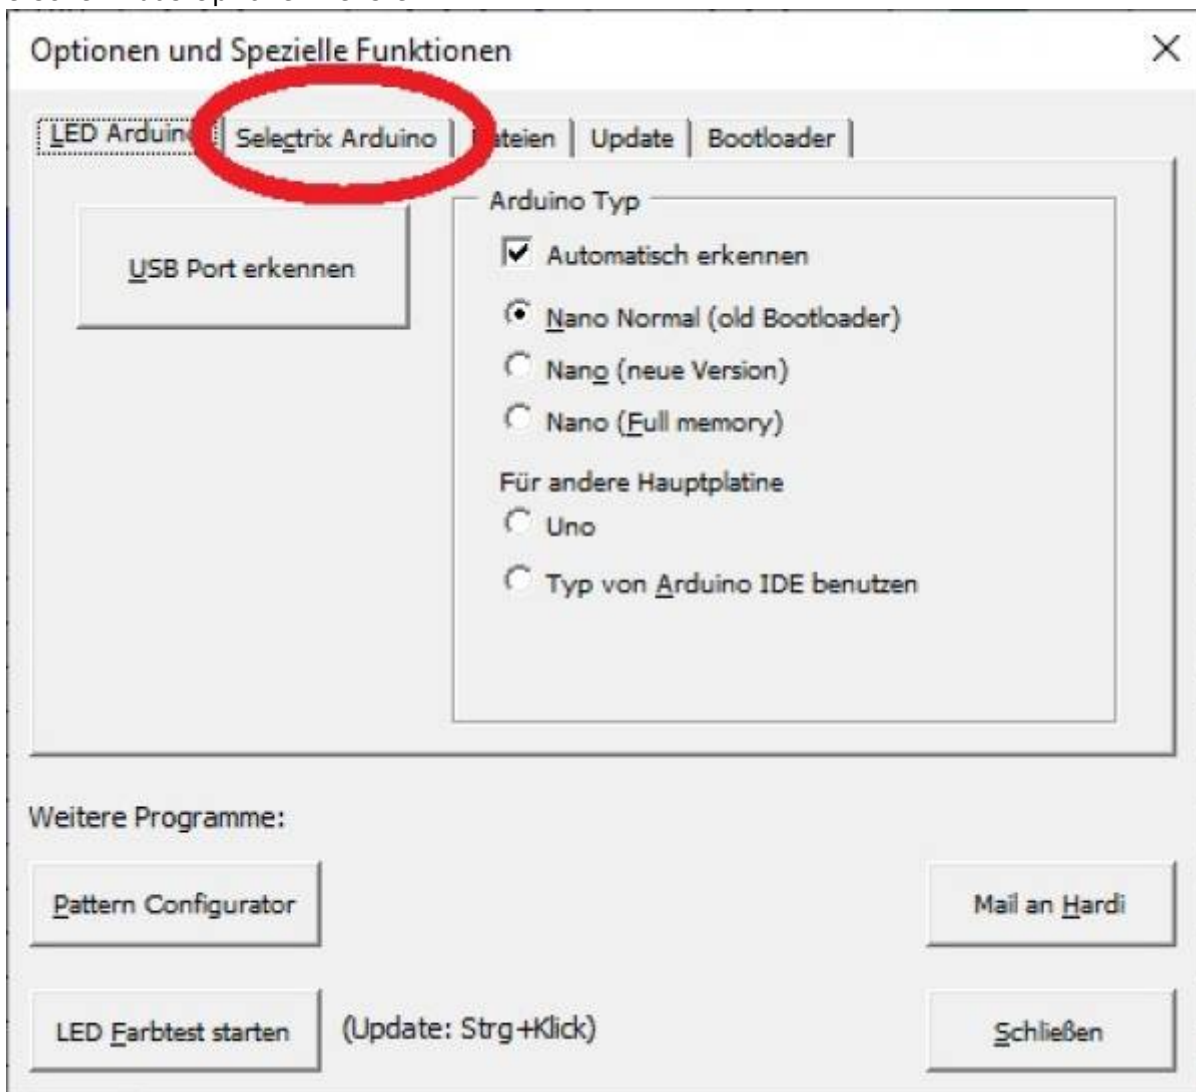 Optionen und Spezielle Funktionen
Selectrix Arduino
Update
Bootloader
USB Port erkennen
Arduino Typ
Automatisch erkennen
Nano Normal (old Bootloader)
Nano (neue Version)
Nano (Full memory)
Für andere Hauptplatine
Uno
Typ von Arduino IDE benutzen
Weitere Programme:
Pattern Configurator
Mail an Hardi
LED Farbtest starten
(Update: Strg+Klick)
Schließen